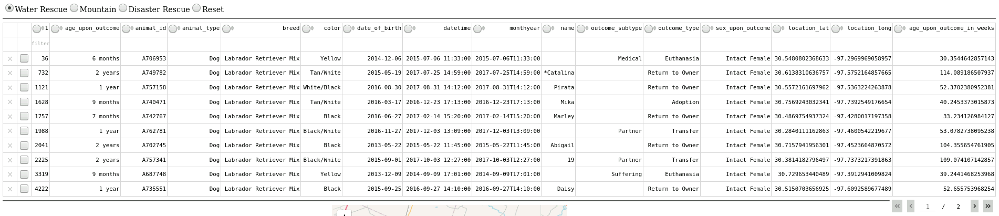 Water Rescue Mountain Disaster Rescue Reset
1 age_upon_outcome animal_id animal_type breed color date_of_birth datetime monthyear name outcome_subtype outcome_type sex_upon_outcome location_lat location_long age_upon_outcome_in_weeks
filter
× 36 6 months A706953 Dog Labrador Retriever Mix Yellow 2014-12-06 2015-07-06 11:33:00 2015-07-06T11:33:00 Medical Euthanasia Intact Female 30.5480802368633 -97.2969969058957 30.3544642857143
× 732 2 years A749782 Dog Labrador Retriever Mix Tan/White 2015-05-19 2017-07-25 14:59:00 2017-07-25T14:59:00 *Catalina Return to Owner Intact Female 30.6138310636757 -97.5752164857665 114.089186507937
× 1121 1 year A757158 Dog Labrador Retriever Mix White/Black 2016-08-30 2017-08-31 14:12:00 2017-08-31T14:12:00 Pirata Return to Owner Intact Female 30.5572161697962 -97.5363224263878 52.3702380952381
× 1628 9 months A740471 Dog Labrador Retriever Mix Tan/White 2016-03-17 2016-12-23 17:13:00 2016-12-23T17:13:00 Mika Adoption Intact Female 30.7569243032341 -97.7392549176654 40.2453373015873
× 1757 7 months A742767 Dog Labrador Retriever Mix Black 2016-06-27 2017-02-14 15:20:00 2017-02-14T15:20:00 Marley Return to Owner Intact Female 30.4869754937324 -97.4280017197358 33.234126984127
× 1988 1 year A762781 Dog Labrador Retriever Mix Black/White 2016-11-27 2017-12-03 13:09:00 2017-12-03T13:09:00 Partner Transfer Intact Female 30.2840111162863 -97.4600542219677 53.0782738095238
× 2041 2 years A702745 Dog Labrador Retriever Mix Black 2013-05-22 2015-05-22 11:45:00 2015-05-22T11:45:00 Abigail Return to Owner Intact Female 30.7157941956301 -97.4523664870572 104.355654761905
× 2225 2 years A757341 Dog Labrador Retriever Mix Black/White 2015-09-01 2017-10-03 12:27:00 2017-10-03T12:27:00 19 Partner Transfer Intact Female 30.3814182796497 -97.7373217391863 109.074107142857
× 3319 9 months A687748 Dog Labrador Retriever Mix Yellow 2013-12-09 2014-09-09 17:01:00 2014-09-09T17:01:00 Suffering Euthanasia Intact Female 30.729653440489 -97.3912941009824 39.2441468253968
× 4222 1 year A735551 Dog Labrador Retriever Mix Black 2015-09-25 2016-09-27 14:10:00 2016-09-27T14:10:00 Daisy Return to Owner Intact Female 30.5150703656925 -97.6092589677489 52.655753968254
« ‹ 1 / 2 › »